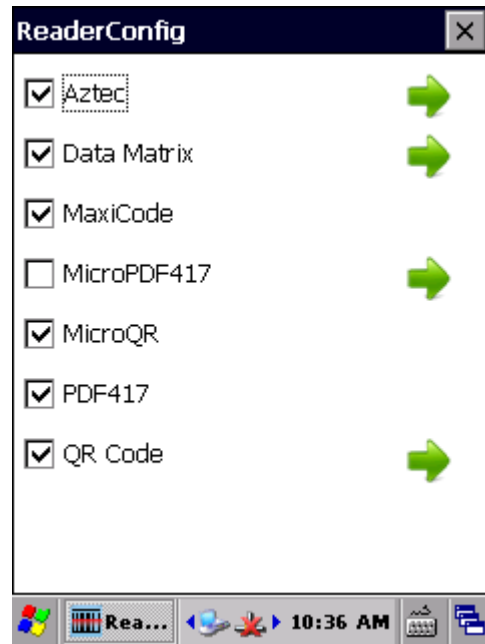 ReaderConfig
Aztec
Data Matrix
MaxiCode
MicroPDF417
MicroQR
PDF417
QR Code
Rea... 10:36 AM